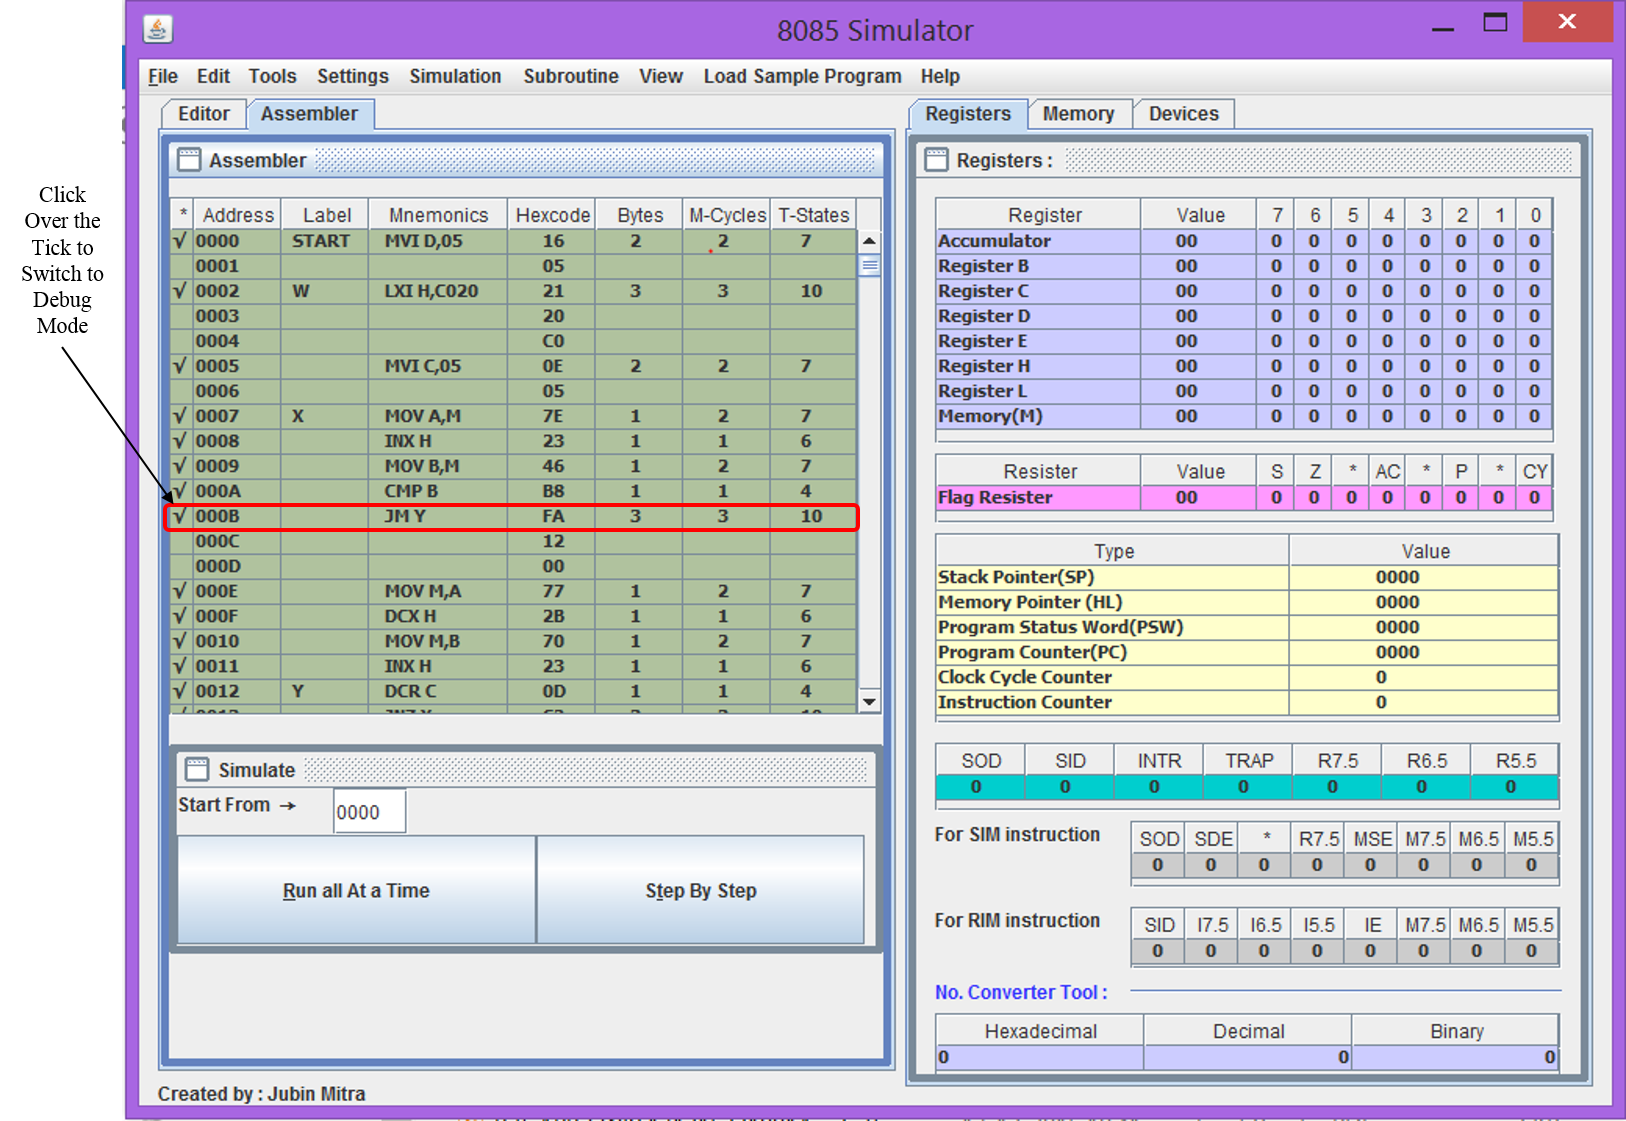 8085 Simulator
File Edit Tools Settings Simulation Subroutine View Load Sample Program Help
Editor Assembler
Assembler
* Address Label Mnemonics Hexcode Bytes M-Cycles T-States
√ 0000 START MVI D,05 16 2 2 7
0001 05
√ 0002 W LXI H,C020 21 3 3 10
0003 20
0004 C0
√ 0005 MVI C,05 0E 2 2 7
0006 05
√ 0007 X MOV A,M 7E 1 2 7
√ 0008 INX H 23 1 1 6
√ 0009 MOV B,M 46 1 2 7
√ 000A CMP B B8 1 1 4
√ 000B JM Y FA 3 3 10
000C 12
000D 00
√ 000E MOV M,A 77 1 2 7
√ 000F DCX H 2B 1 1 6
√ 0010 MOV M,B 70 1 2 7
√ 0011 INX H 23 1 1 6
√ 0012 Y DCR C 0D 1 1 4
Click
Over the
Tick to
Switch to
Debug
Mode
Simulate
Start From →
0000
Run all At a Time
Step By Step
Created by : Jubin Mitra
Registers Memory Devices
Registers :
Register Value 7 6 5 4 3 2 1 0
Accumulator 00 0 0 0 0 0 0 0 0
Register B 00 0 0 0 0 0 0 0 0
Register C 00 0 0 0 0 0 0 0 0
Register D 00 0 0 0 0 0 0 0 0
Register E 00 0 0 0 0 0 0 0 0
Register H 00 0 0 0 0 0 0 0 0
Register L 00 0 0 0 0 0 0 0 0
Memory(M) 00 0 0 0 0 0 0 0 0
Resister Value S Z * AC * P * CY
Flag Resister 00 0 0 0 0 0 0 0 0
Type Value
Stack Pointer(SP) 0000
Memory Pointer (HL) 0000
Program Status Word(PSW) 0000
Program Counter(PC) 0000
Clock Cycle Counter 0
Instruction Counter 0
SOD SID INTR TRAP R7.5 R6.5 R5.5
0 0 0 0 0 0 0
For SIM instruction
SOD SDE * R7.5 MSE M7.5 M6.5 M5.5
0 0 0 0 0 0 0 0
For RIM instruction
SID I7.5 I6.5 I5.5 IE M7.5 M6.5 M5.5
0 0 0 0 0 0 0 0
No. Converter Tool :
Hexadecimal Decimal Binary
0 0 0